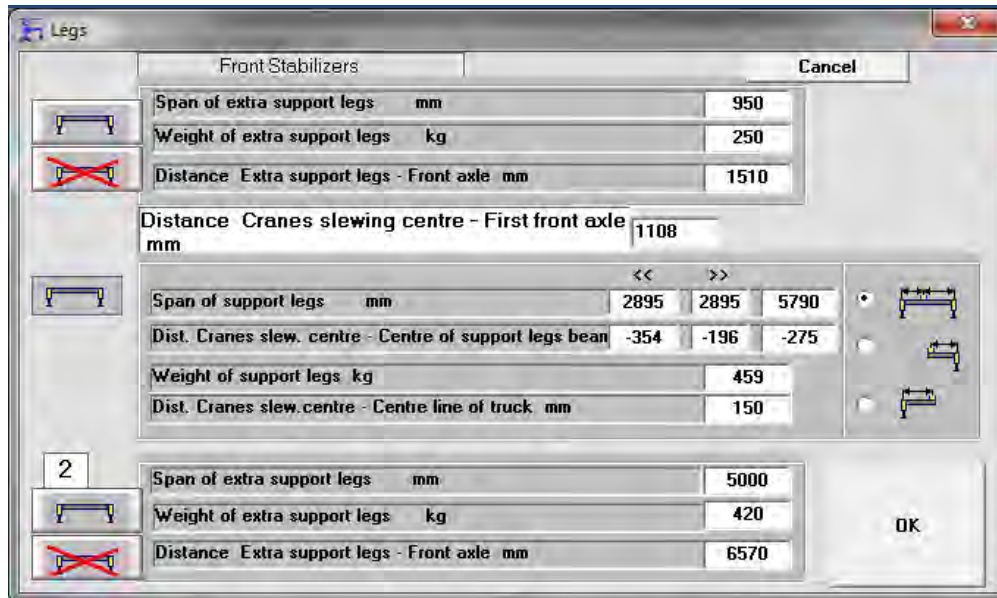 Legs
Front Stabilizers
Cancel
Span of extra support legs mm 950
Weight of extra support legs kg 250
Distance Extra support legs - Front axle mm 1510
Distance Cranes slewing centre - First front axle
mm 1108
<< >>
Span of support legs mm 2895 2895 5790
Dist. Cranes slew. centre - Centre of support legs bean -354 -196 -275
Weight of support legs kg 459
Dist. Cranes slew.centre - Centre line of truck mm 150
2
Span of extra support legs mm 5000
Weight of extra support legs kg 420
Distance Extra support legs - Front axle mm 6570
OK